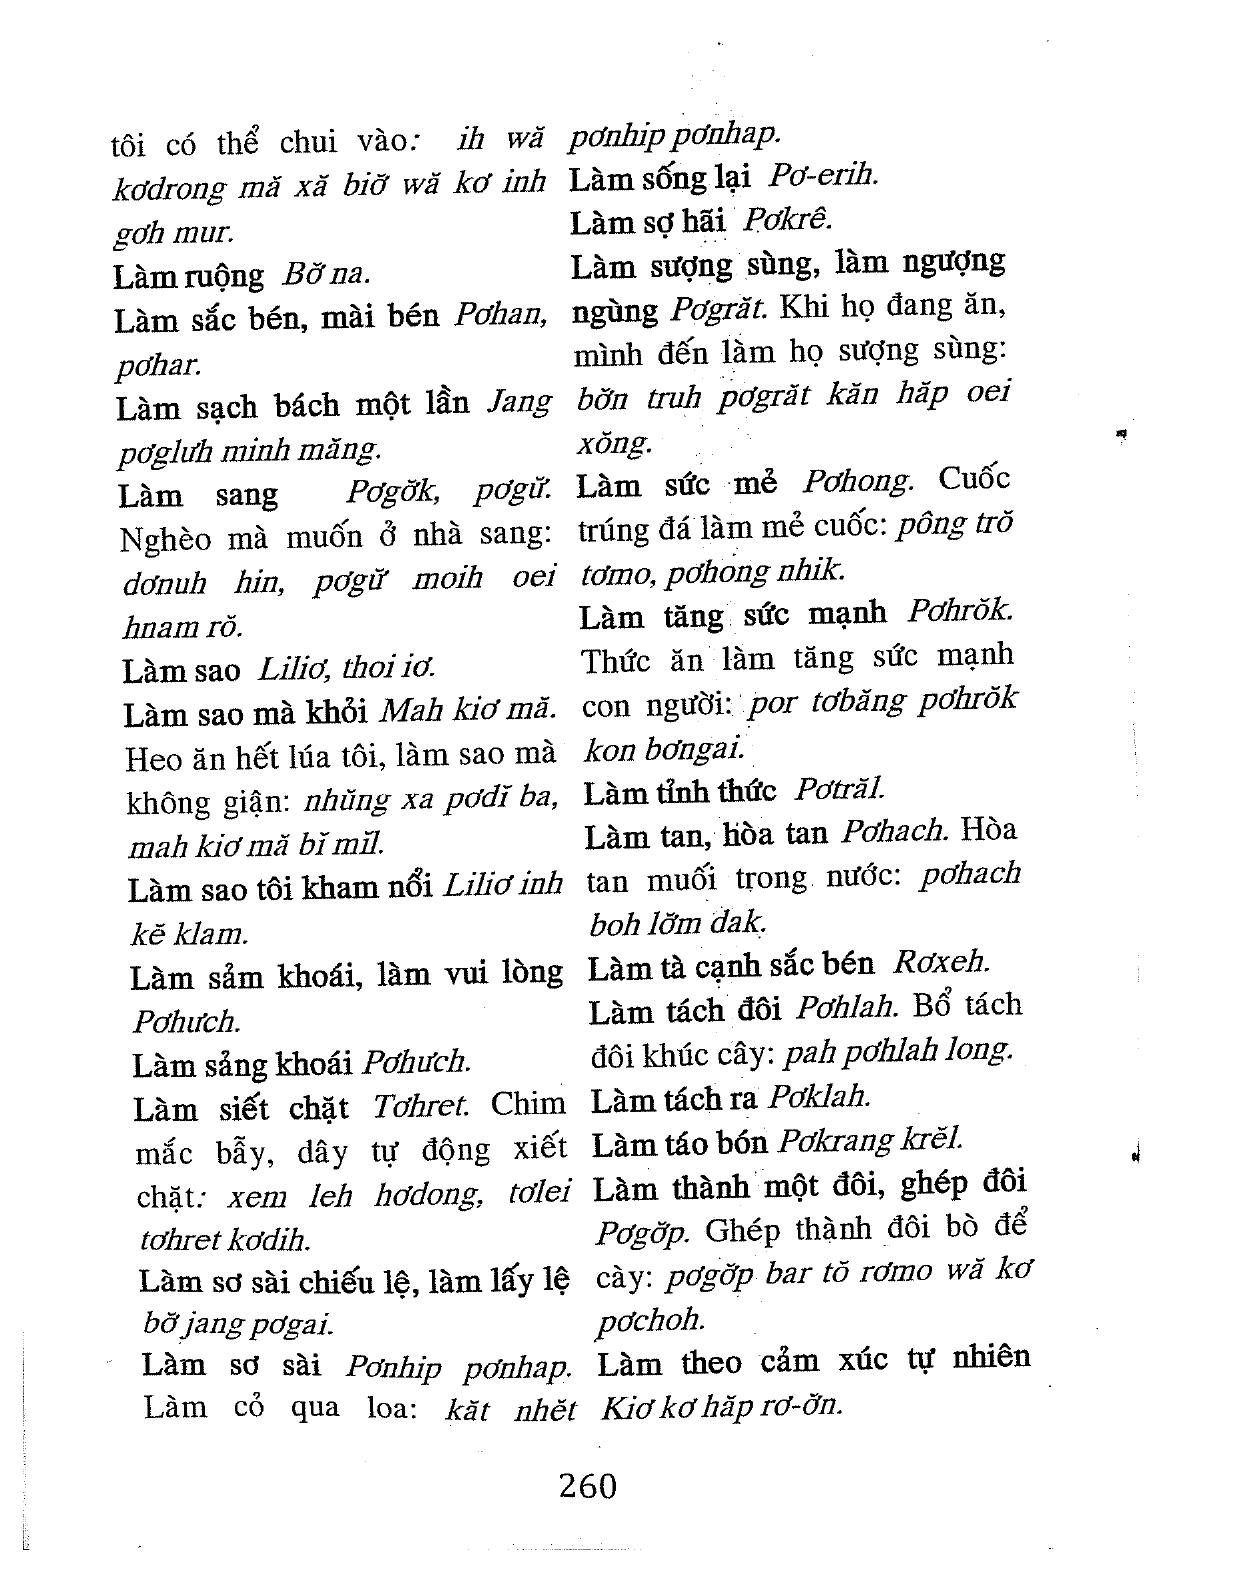 tôi có thể chui vào: ih wă
kơdrong mă xă biơ̆ wă kơ inh
gơh mur.
Làm ruộng Bơ̆ na.
Làm sắc bén, mài bén Pơhan,
pơhar.
Làm sạch bách một lần Jang
pơglưh minh măng.
Làm sang Pơgơ̆k, pơgư̆.
Nghèo mà muốn ở nhà sang:
dơnuh hin, pơgư̆ moih oei
hnam rŏ.
Làm sao Liliơ, thoi iơ.
Làm sao mà khỏi Mah kiơ mă.
Heo ăn hết lúa tôi, làm sao mà
không giận: nhŭng xa pơdĭ ba,
mah kiơ mă bĭ mĭl.
Làm sao tôi kham nổi Liliơ inh
kĕ klam.
Làm sảm khoái, làm vui lòng
Pơhưch.
Làm sảng khoái Pơhưch.
Làm siết chặt Tơhret. Chim
mắc bẫy, dây tự động xiết
chặt: xem leh hơdong, tơlei
tơhret kơdih.
Làm sơ sài chiếu lệ, làm lấy lệ
bơ̆ jang pơgai.
Làm sơ sài Pơnhip pơnhap.
Làm cỏ qua loa: kăt nhĕt
pơnhip pơnhap.
Làm sống lại Pơ-erih.
Làm sợ hãi Pơkrê.
Làm sượng sùng, làm ngượng
ngùng Pơgrăt. Khi họ đang ăn,
mình đến làm họ sượng sùng:
bơ̆n truh pơgrăt kăn hăp oei
xŏng.
Làm sức mẻ Pơhong. Cuốc
trúng đá làm mẻ cuốc: pông trŏ
tơmo, pơhong nhik.
Làm tăng sức mạnh Pơhrŏk.
Thức ăn làm tăng sức mạnh
con người: por tơbăng pơhrŏk
kon bơngai.
Làm tỉnh thức Pơtrăl.
Làm tan, hòa tan Pơhach. Hòa
tan muối trong nước: pơhach
boh lơ̆m dak.
Làm tà cạnh sắc bén Rơxeh.
Làm tách đôi Pơhlah. Bổ tách
đôi khúc cây: pah pơhlah long.
Làm tách ra Pơklah.
Làm táo bón Pơkrang krĕl.
Làm thành một đôi, ghép đôi
Pơgơ̆p. Ghép thành đôi bò để
cày: pơgơ̆p bar tŏ rơmo wă kơ
pơchoh.
Làm theo cảm xúc tự nhiên
Kiơ kơ hăp rơ-ơ̆n.
260